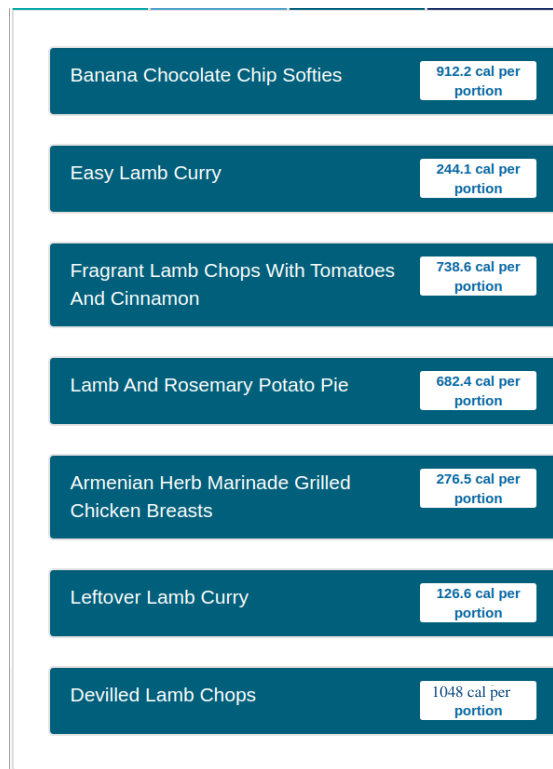 Banana Chocolate Chip Softies
912.2 cal per
portion
Easy Lamb Curry
244.1 cal per
portion
Fragrant Lamb Chops With Tomatoes
And Cinnamon
738.6 cal per
portion
Lamb And Rosemary Potato Pie
682.4 cal per
portion
Armenian Herb Marinade Grilled
Chicken Breasts
276.5 cal per
portion
Leftover Lamb Curry
126.6 cal per
portion
Devilled Lamb Chops
1048 cal per
portion